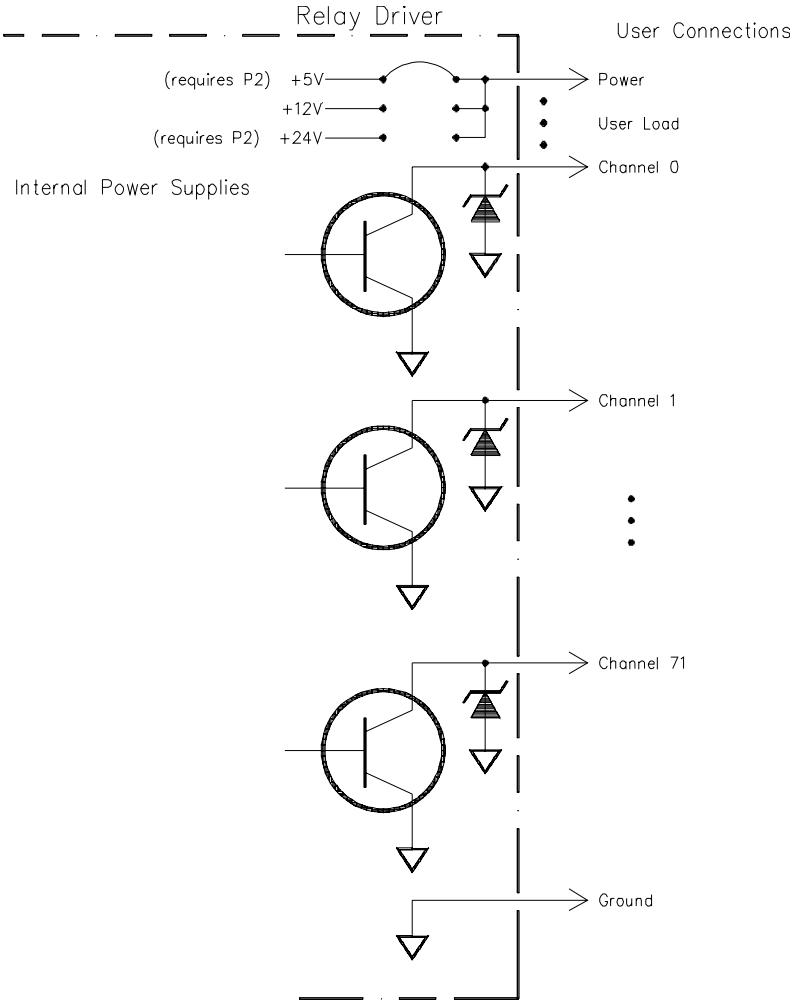 Relay Driver
User Connections
(requires P2) +5V
Power
+12V
User Load
(requires P2) +24V
Channel 0
Internal Power Supplies
Channel 1
Channel 71
Ground